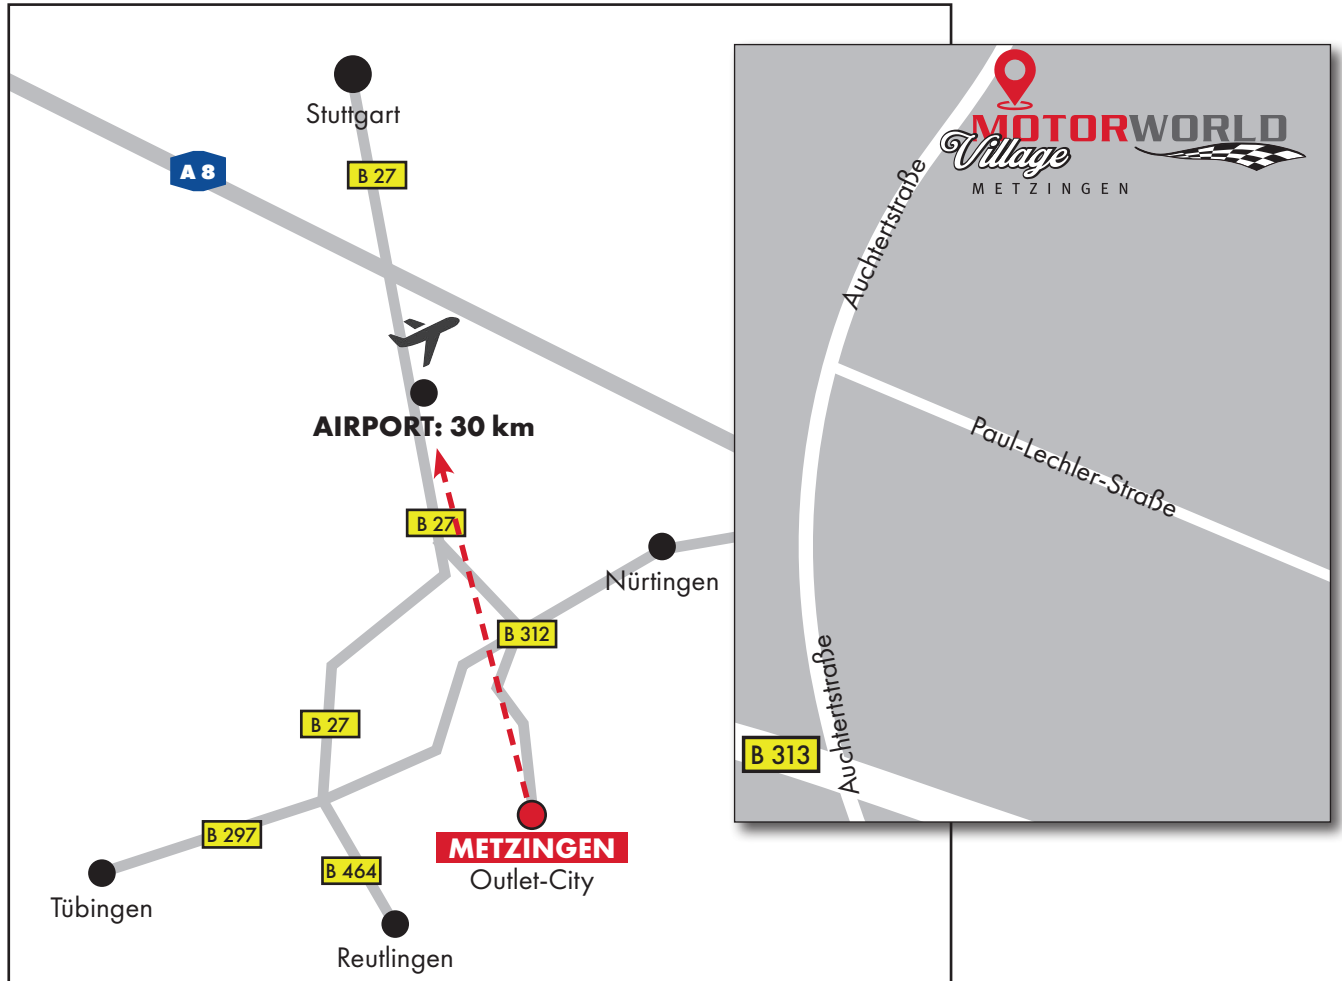 Stuttgart
A 8
B 27
AIRPORT: 30 km
B 27
Nürtingen
B 312
B 27
B 297
METZINGEN
Outlet-City
B 464
Tübingen
Reutlingen
MOTORWORLD
Village
METZINGEN
Auchtertstraße
Paul-Lechler-Straße
Auchtertstraße
B 313